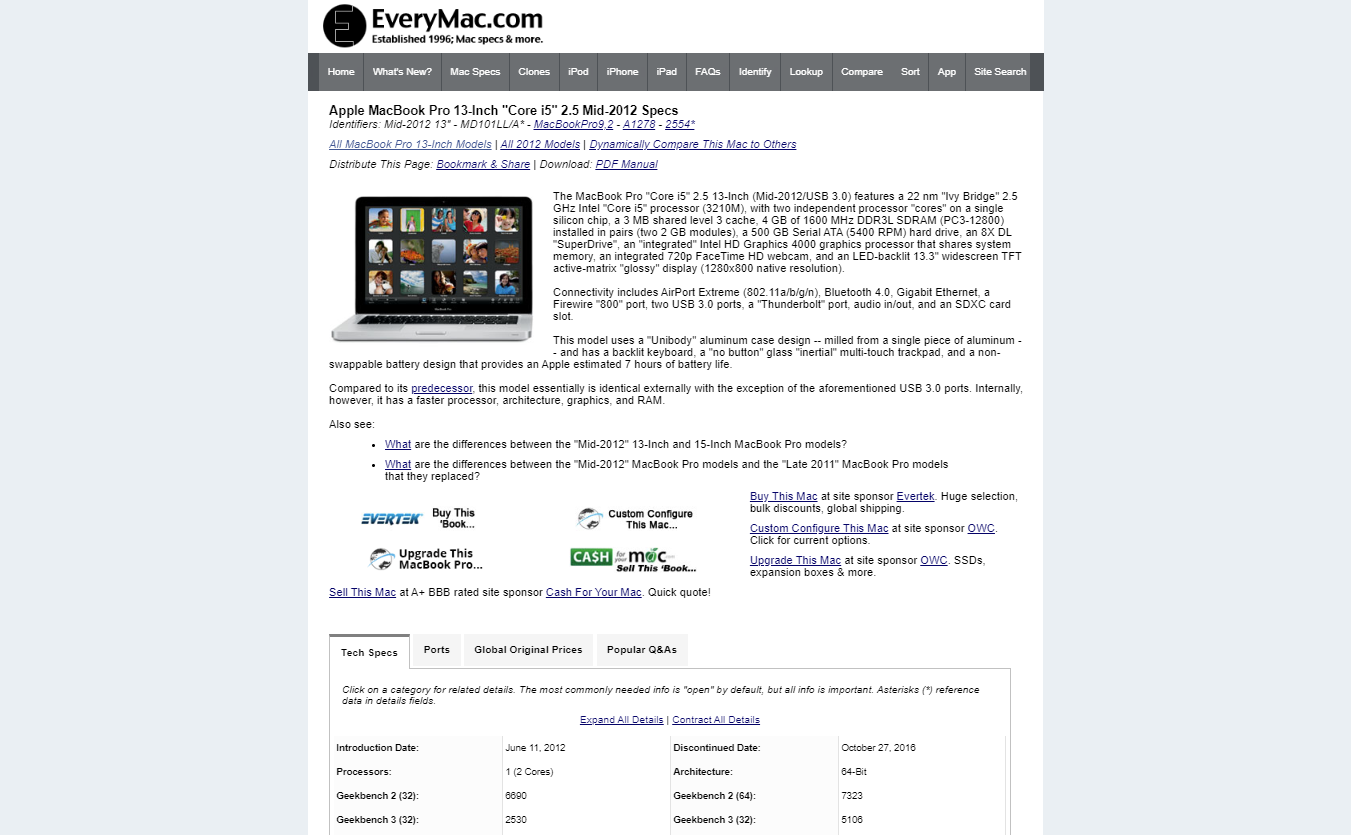 EveryMac.com
Established 1996; Mac specs & more.
Home What's New? Mac Specs Clones iPod iPhone iPad FAQs Identify Lookup Compare Sort App Site Search
Apple MacBook Pro 13-Inch "Core i5" 2.5 Mid-2012 Specs
Identifiers: Mid-2012 13" - MD101LL/A* - MacBookPro9,2 - A1278 - 2554*
All MacBook Pro 13-Inch Models | All 2012 Models | Dynamically Compare This Mac to Others
Distribute This Page: Bookmark & Share | Download: PDF Manual
The MacBook Pro "Core i5" 2.5 13-Inch (Mid-2012/USB 3.0) features a 22 nm "Ivy Bridge" 2.5
GHz Intel "Core i5" processor (3210M), with two independent processor "cores" on a single
silicon chip, a 3 MB shared level 3 cache, 4 GB of 1600 MHz DDR3L SDRAM (PC3-12800)
installed in pairs (two 2 GB modules), a 500 GB Serial ATA (5400 RPM) hard drive, an 8X DL
"SuperDrive", an "integrated" Intel HD Graphics 4000 graphics processor that shares system
memory, an integrated 720p FaceTime HD webcam, and an LED-backlit 13.3" widescreen TFT
active-matrix "glossy" display (1280x800 native resolution).
Connectivity includes AirPort Extreme (802.11a/b/g/n), Bluetooth 4.0, Gigabit Ethernet, a
Firewire "800" port, two USB 3.0 ports, a "Thunderbolt" port, audio in/out, and an SDXC card
slot.
This model uses a "Unibody" aluminum case design -- milled from a single piece of aluminum -
- and has a backlit keyboard, a "no button" glass "inertial" multi-touch trackpad, and a non-
swappable battery design that provides an Apple estimated 7 hours of battery life.
Compared to its predecessor, this model essentially is identical externally with the exception of the aforementioned USB 3.0 ports. Internally,
however, it has a faster processor, architecture, graphics, and RAM.
Also see:
• What are the differences between the "Mid-2012" 13-Inch and 15-Inch MacBook Pro models?
• What are the differences between the "Mid-2012" MacBook Pro models and the "Late 2011" MacBook Pro models
that they replaced?
EVERTEK Buy This 'Book...
Custom Configure This Mac...
Upgrade This MacBook Pro...
CA$H for your mac Sell This 'Book...
Buy This Mac at site sponsor Evertek. Huge selection,
bulk discounts, global shipping.
Custom Configure This Mac at site sponsor OWC.
Click for current options.
Upgrade This Mac at site sponsor OWC. SSDs,
expansion boxes & more.
Sell This Mac at A+ BBB rated site sponsor Cash For Your Mac. Quick quote!
Tech Specs Ports Global Original Prices Popular Q&As
Click on a category for related details. The most commonly needed info is "open" by default, but all info is important. Asterisks (*) reference
data in details fields.
Expand All Details | Contract All Details
Introduction Date: June 11, 2012 Discontinued Date: October 27, 2016
Processors: 1 (2 Cores) Architecture: 64-Bit
Geekbench 2 (32): 6690 Geekbench 2 (64): 7323
Geekbench 3 (32): 2530 Geekbench 3 (32): 5106